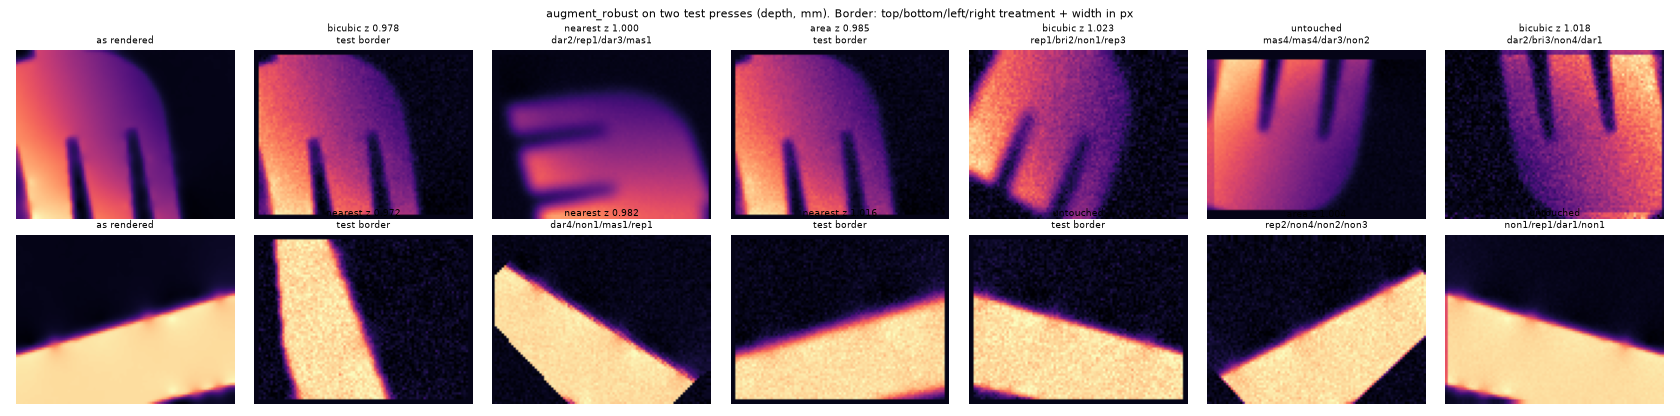 augment_robust on two test presses (depth, mm). Border: top/bottom/left/right treatment + width in px
as rendered
bicubic z 0.978
test border
nearest z 1.000
dar2/rep1/dar3/mas1
area z 0.985
test border
bicubic z 1.023
rep1/bri2/non1/rep3
untouched
mas4/mas4/dar3/non2
bicubic z 1.018
dar2/bri3/non4/dar1
as rendered
test border
nearest z 0.982
dar4/non1/mas1/rep1
test border
test border
rep2/non4/non2/non3
non1/rep1/dar1/non1